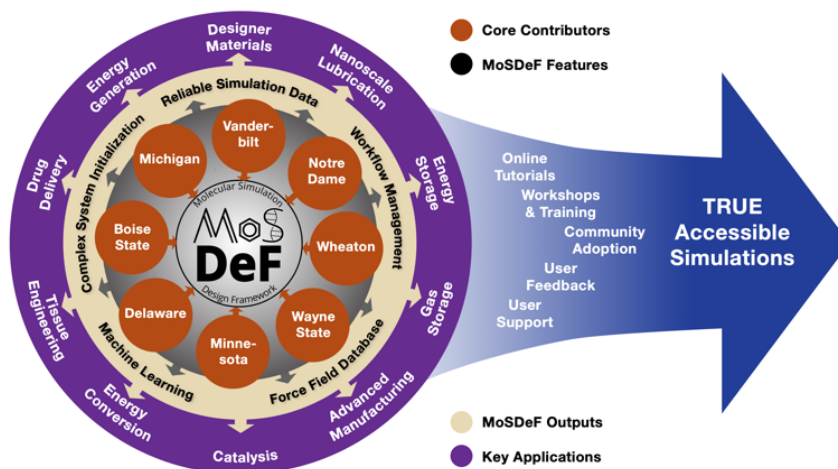 Designer
Materials
Nanoscale
Lubrication
Energy
Storage
Gas
Storage
Advanced
Manufacturing
Catalysis
Energy
Conversion
Tissue
Engineering
Drug
Delivery
Energy
Generation
Reliable Simulation Data
Workflow Management
Force Field Database
Machine Learning
Complex System Initialization
Vander-
bilt
Notre
Dame
Wheaton
Wayne
State
Minne-
sota
Delaware
Boise
State
Michigan
Molecular Simulation
MoS
DeF
Design Framework
Core Contributors
MoSDeF Features
Online
Tutorials
Workshops
& Training
Community
Adoption
User
Feedback
User
Support
TRUE
Accessible
Simulations
MoSDeF Outputs
Key Applications